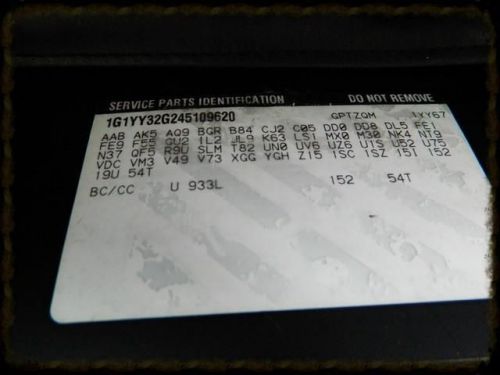 SERVICE PARTS IDENTIFICATION DO NOT REMOVE
1G1YY32G245109620 GPTZQM 1YY67
AAB AK5 AQ9 BGR B84 CJ2 C05 DD0 DD8 DL5 FE1
FE9 F55 GU2 IL2 JL9 K63 LS1 MX0 M30 NK4 NT9
N37 QF5 R9U SLM T82 UN0 UV6 UZ6 U1S U52 U75
VDC VM3 V49 V73 XGG YGH Z15 1SC 1SZ 15I 152
19U 54T
BC/CC U 933L 152 54T